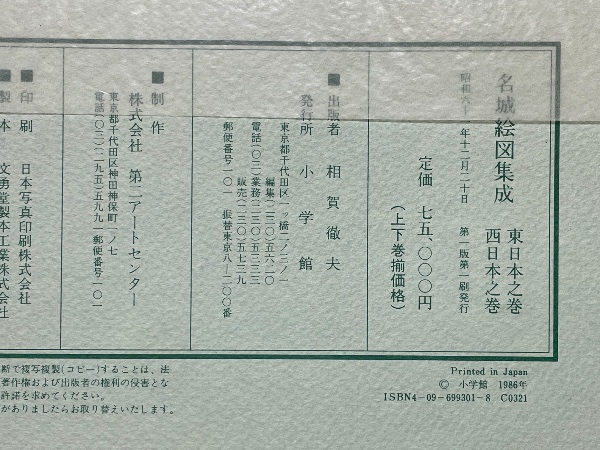 名城絵図集成 東日本之巻
西日本之巻
昭和六十一年十二月二十日 第一版第一刷発行
定価 七五、〇〇〇円
(上下巻揃価格)
■出版者 相賀徹夫
発行所 小学館
東京都千代田区一ッ橋二ノ三ノ一
編集(二三〇)五六二〇
電話(〇三)業務(二三〇)五三三三
販売(二三〇)五七三九
郵便番号一〇一 振替東京八—二〇〇番
■制作
株式会社 第二アートセンター
東京都千代田区神田神保町二ノ七
電話(〇三)(二九五)五九九一 郵便番号一〇一
■印刷 日本写真印刷株式会社
■製本 文勇堂製本工業株式会社
断で複写複製(コピー)することは、法
著作権および出版者の権利の侵害とな
許諾を求めてください。
がありましたらお取り替えいたします。
Printed in Japan
© 小学館 1986年
ISBN4-09-699301-8 C0321